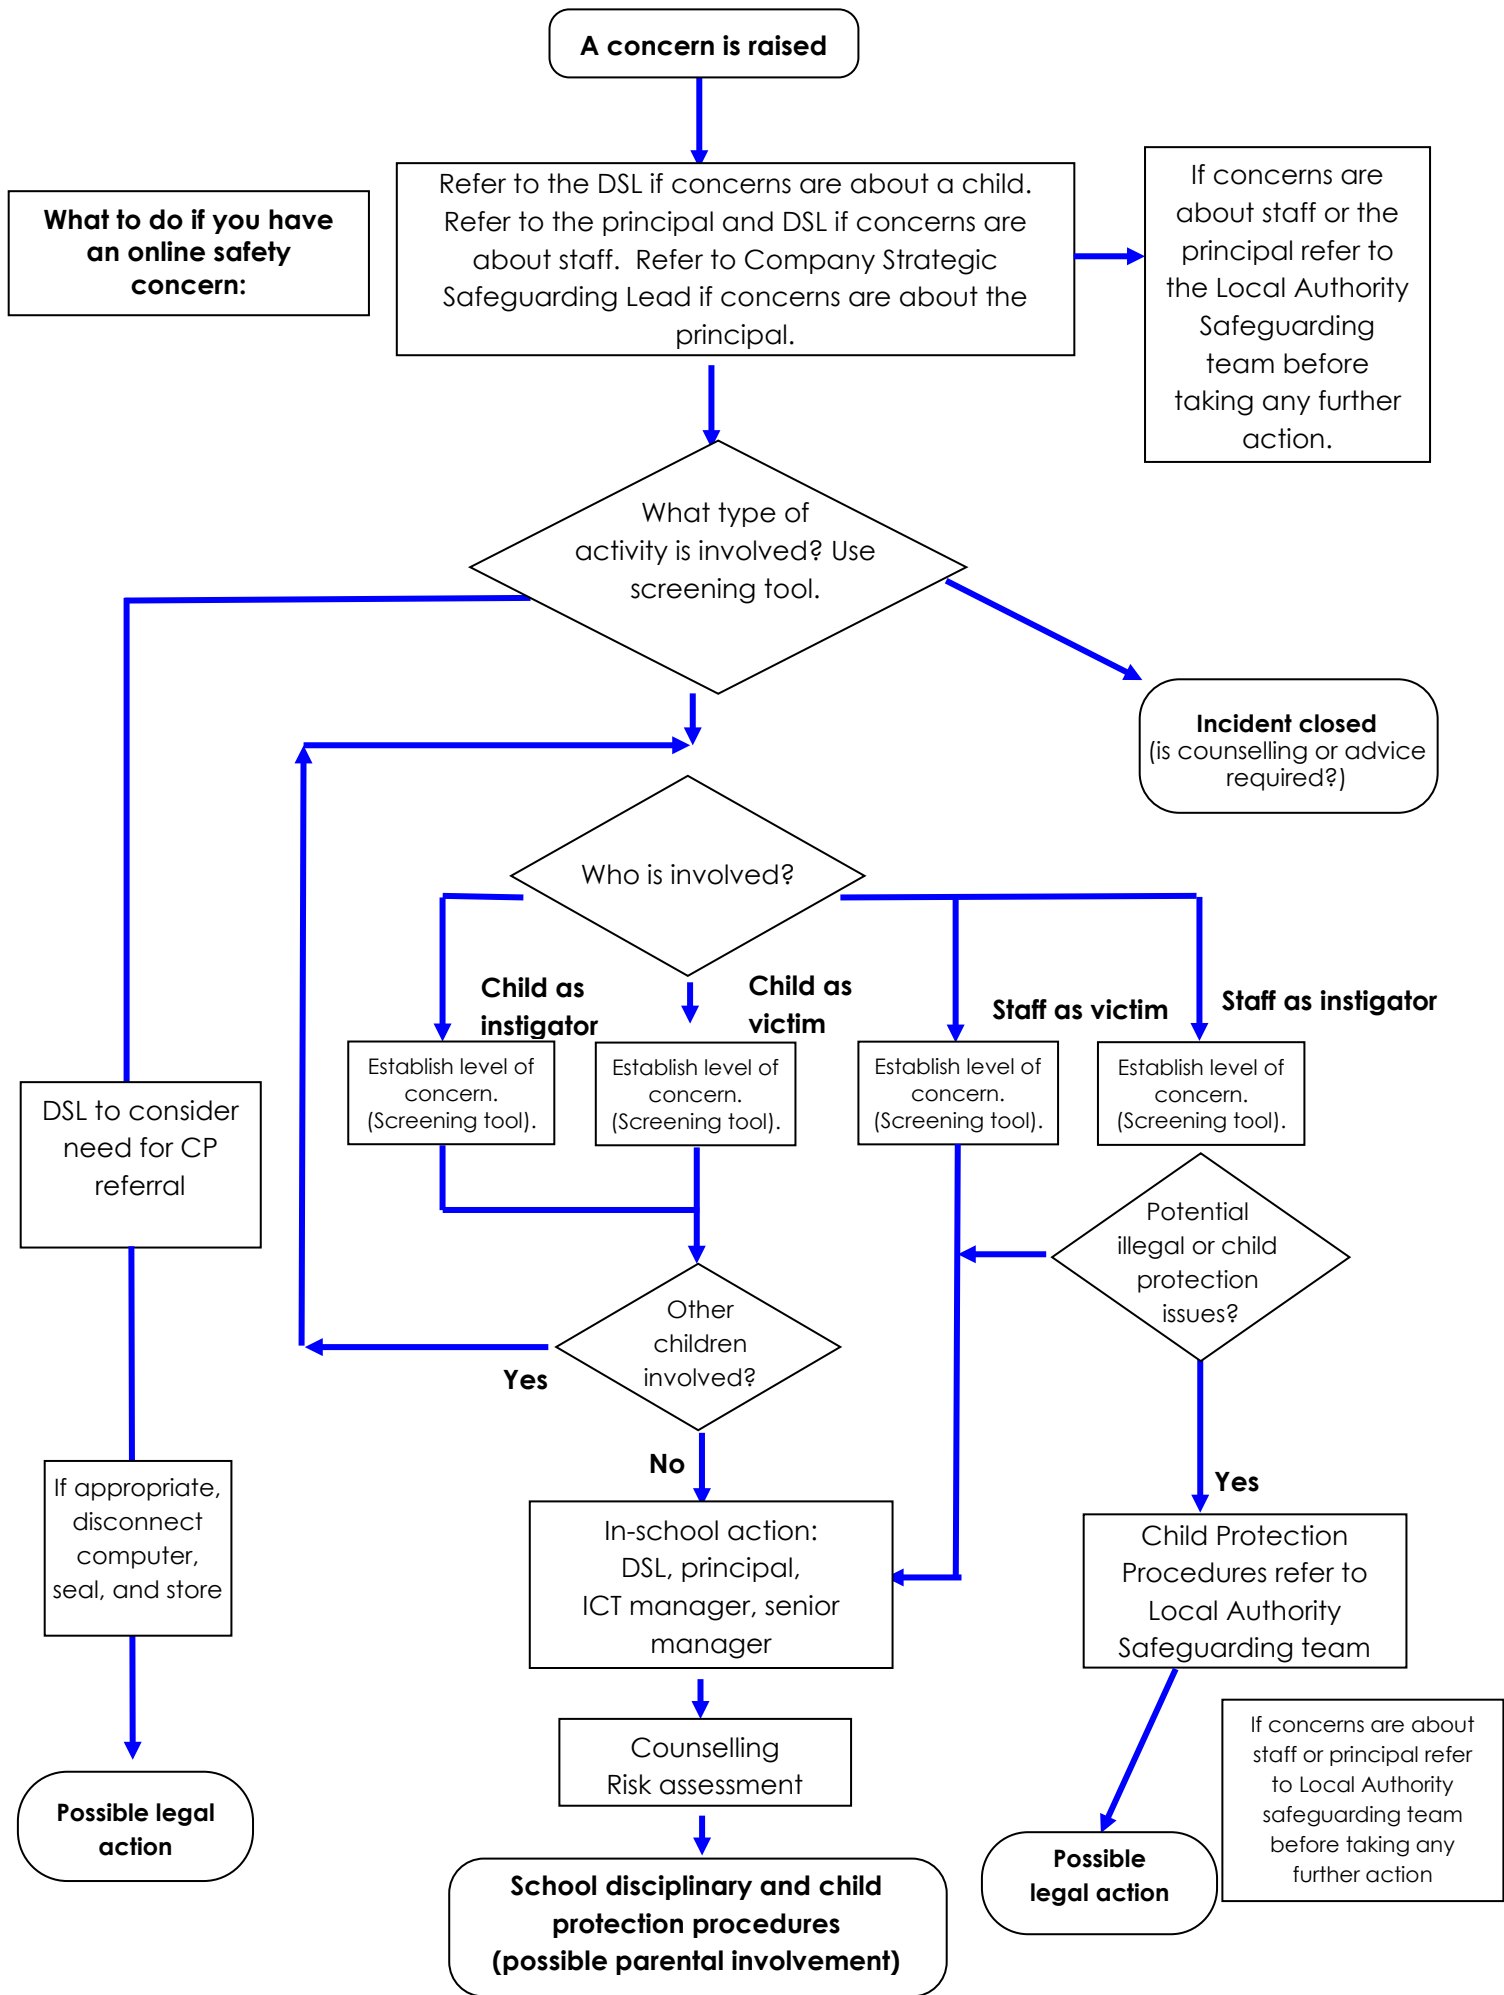 A concern is raised
What to do if you have
an online safety
concern:
Refer to the DSL if concerns are about a child.
Refer to the principal and DSL if concerns are
about staff.  Refer to Company Strategic
Safeguarding Lead if concerns are about the
principal.
If concerns are
about staff or the
principal refer to
the Local Authority
Safeguarding
team before
taking any further
action.
What type of
activity is involved? Use
screening tool.
Incident closed
(is counselling or advice
required?)
Who is involved?
Child as
instigator
Child as
victim
Staff as victim
Staff as instigator
Establish level of
concern.
(Screening tool).
Establish level of
concern.
(Screening tool).
Establish level of
concern.
(Screening tool).
Establish level of
concern.
(Screening tool).
DSL to consider
need for CP
referral
Potential
illegal or child
protection
issues?
Other
children
involved?
Yes
No
Yes
If appropriate,
disconnect
computer,
seal, and store
In-school action:
DSL, principal,
ICT manager, senior
manager
Child Protection
Procedures refer to
Local Authority
Safeguarding team
Counselling
Risk assessment
If concerns are about
staff or principal refer
to Local Authority
safeguarding team
before taking any
further action
Possible legal
action
Possible
legal action
School disciplinary and child
protection procedures
(possible parental involvement)